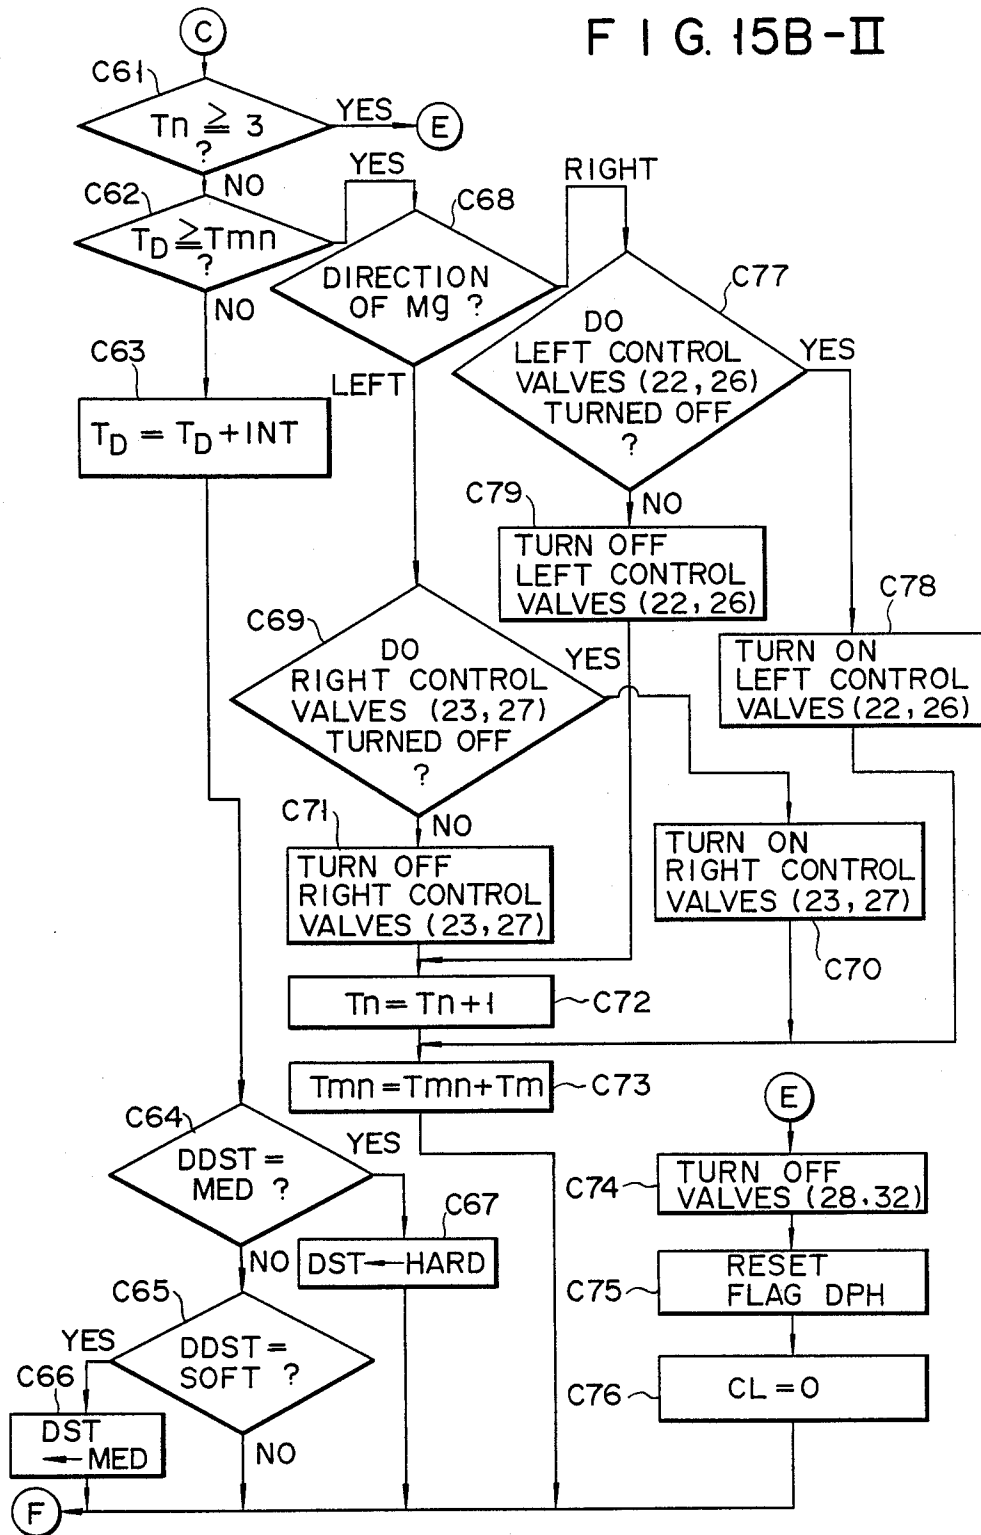 FIG. 15B-II
C
C61
Tn ≧ 3
?
YES
E
NO
C62
TD ≧ Tmn
?
YES
NO
C68
DIRECTION
OF Mg ?
RIGHT
LEFT
C77
DO
LEFT CONTROL
VALVES (22, 26)
TURNED OFF
?
YES
NO
C63
TD = TD + INT
C79
TURN OFF
LEFT CONTROL
VALVES (22, 26)
C78
TURN ON
LEFT CONTROL
VALVES (22, 26)
C69
DO
RIGHT CONTROL
VALVES (23, 27)
TURNED OFF
?
YES
NO
C71
TURN OFF
RIGHT CONTROL
VALVES (23, 27)
TURN ON
RIGHT CONTROL
VALVES (23, 27)
C70
Tn = Tn + 1
C72
Tmn = Tmn + Tm
C73
C64
DDST =
MED ?
YES
NO
C67
DST ← HARD
C65
DDST =
SOFT ?
YES
NO
C66
DST
← MED
F
E
C74
TURN OFF
VALVES (28.32)
C75
RESET
FLAG DPH
C76
CL = 0